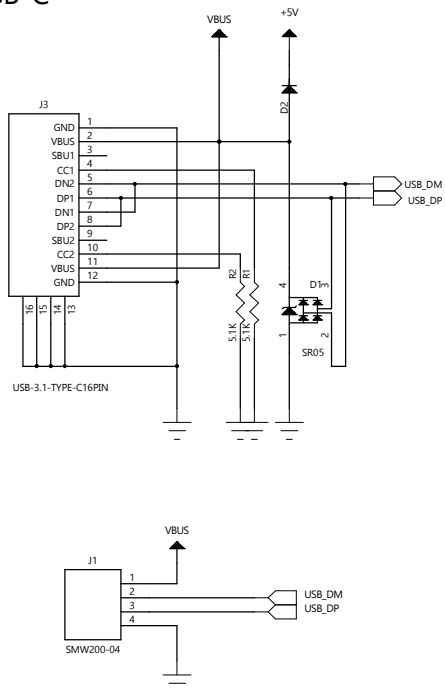 VBUS
+5V
D2
J3
GND 1
VBUS 2
SBU1 3
CC1 4
DN2 5
DP1 6
DN1 7
DP2 8
SBU2 9
CC2 10
VBUS 11
GND 12
16 15 14 13
USB-3.1-TYPE-C16PIN
USB_DM
USB_DP
R2 R1
5.1K 5.1K
4 D1 3
1 2
SR05
VBUS
J1
1
2
3
4
USB_DM
USB_DP
SMW200-04